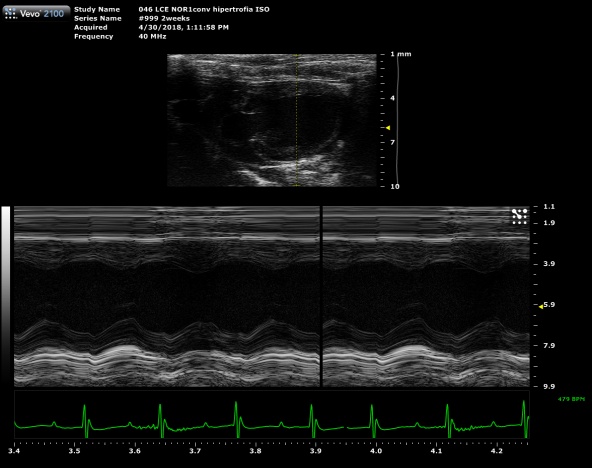 Vevo 2100
Study Name 046 LCE NOR1conv hipertrofia ISO
Series Name #999 2weeks
Acquired 4/30/2018, 1:11:58 PM
Frequency 40 MHz
1 mm
4
7
10
1.1
1.9
3.9
5.9
7.9
9.9
479 BPM
3.4 3.5 3.6 3.7 3.8 3.9 4.0 4.1 4.2